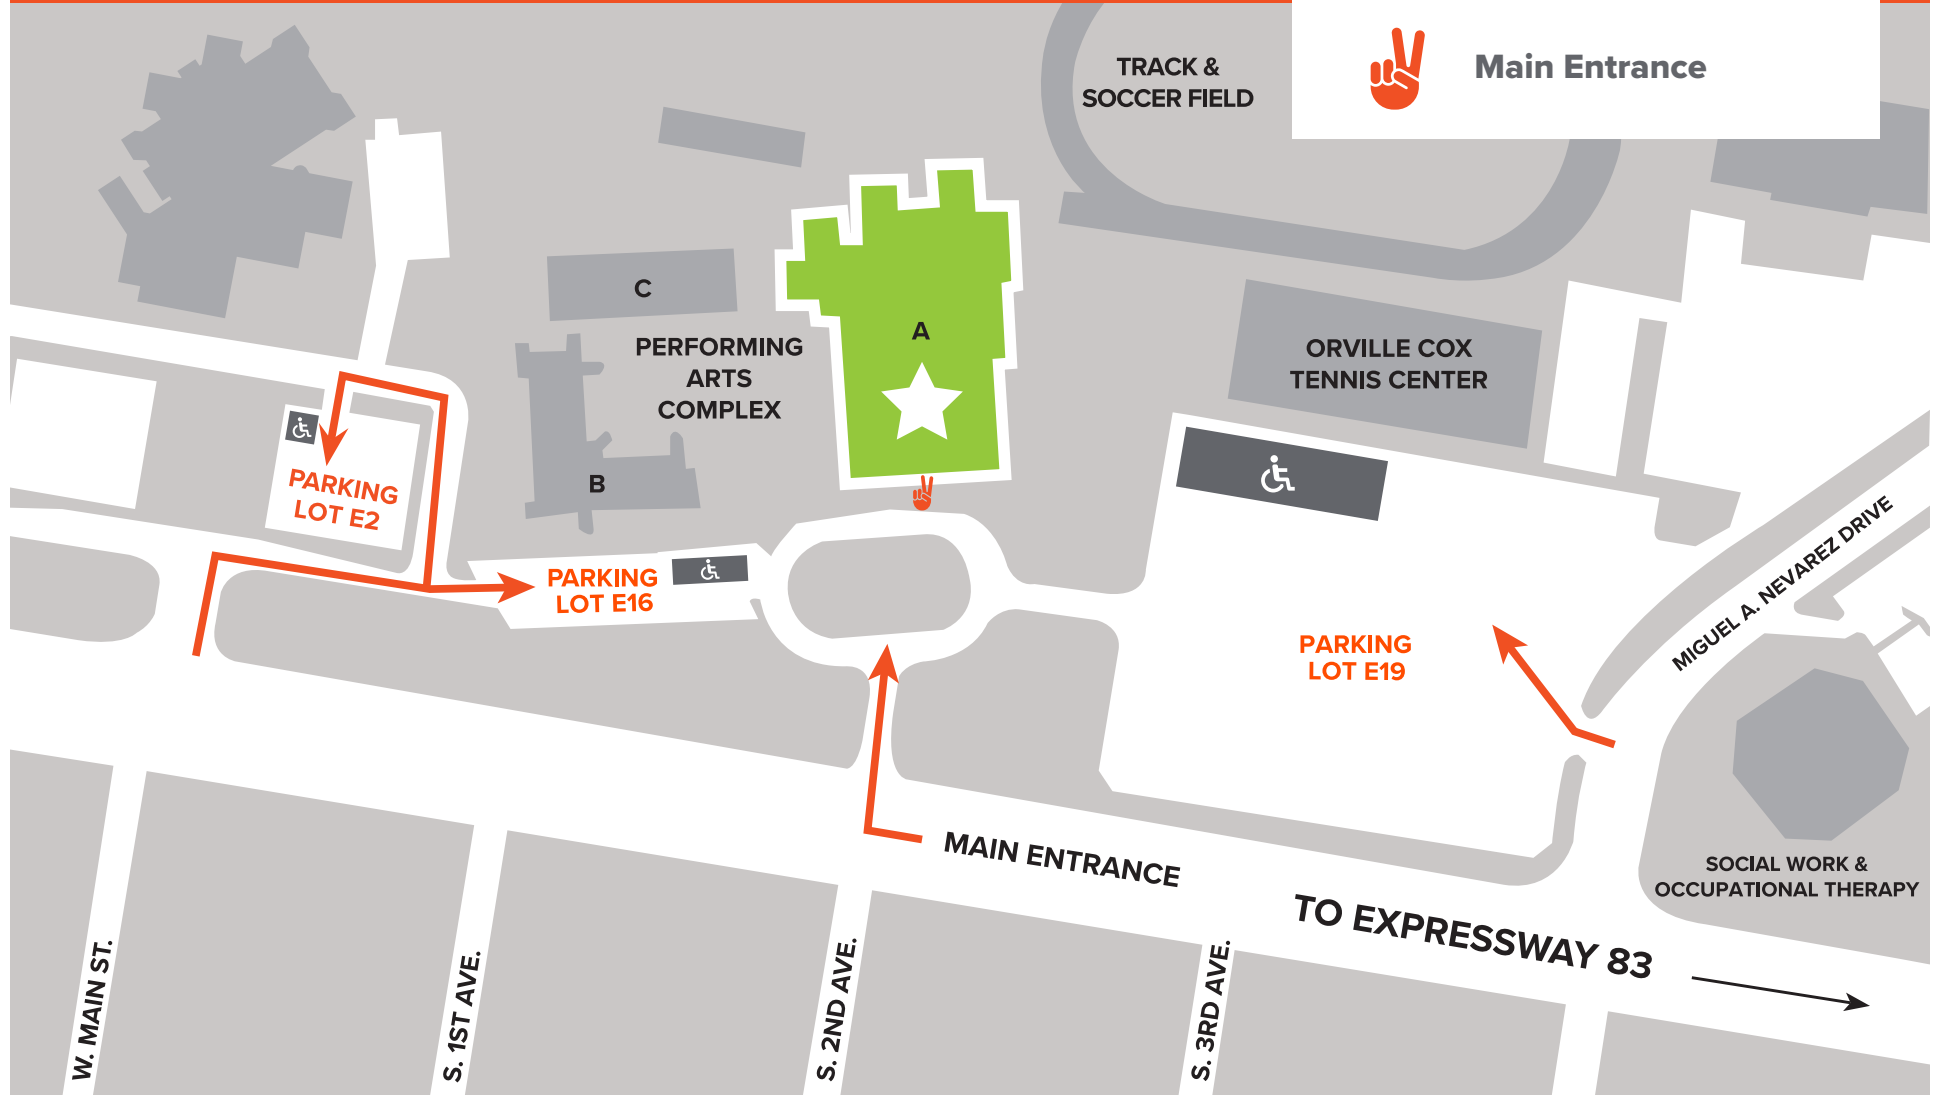 Main Entrance
TRACK &
SOCCER FIELD
C
A
PERFORMING
ARTS
COMPLEX
ORVILLE COX
TENNIS CENTER
B
PARKING
LOT E2
PARKING
LOT E16
PARKING
LOT E19
MIGUEL A. NEVAREZ DRIVE
MAIN ENTRANCE
SOCIAL WORK &
OCCUPATIONAL THERAPY
TO EXPRESSWAY 83
W. MAIN ST.
S. 1ST AVE.
S. 2ND AVE.
S. 3RD AVE.